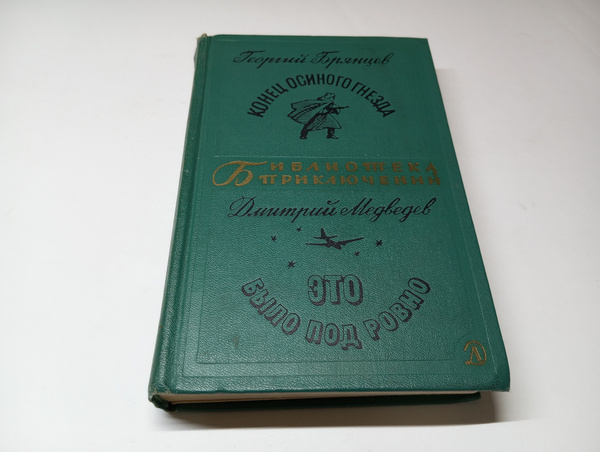 Георгий Брянцев
КОНЕЦ ОСИНОГО ГНЕЗДА
БИБЛИОТЕКА
ПРИКЛЮЧЕНИЙ
Дмитрий Медведев
ЭТО
БЫЛО ПОД РОВНО